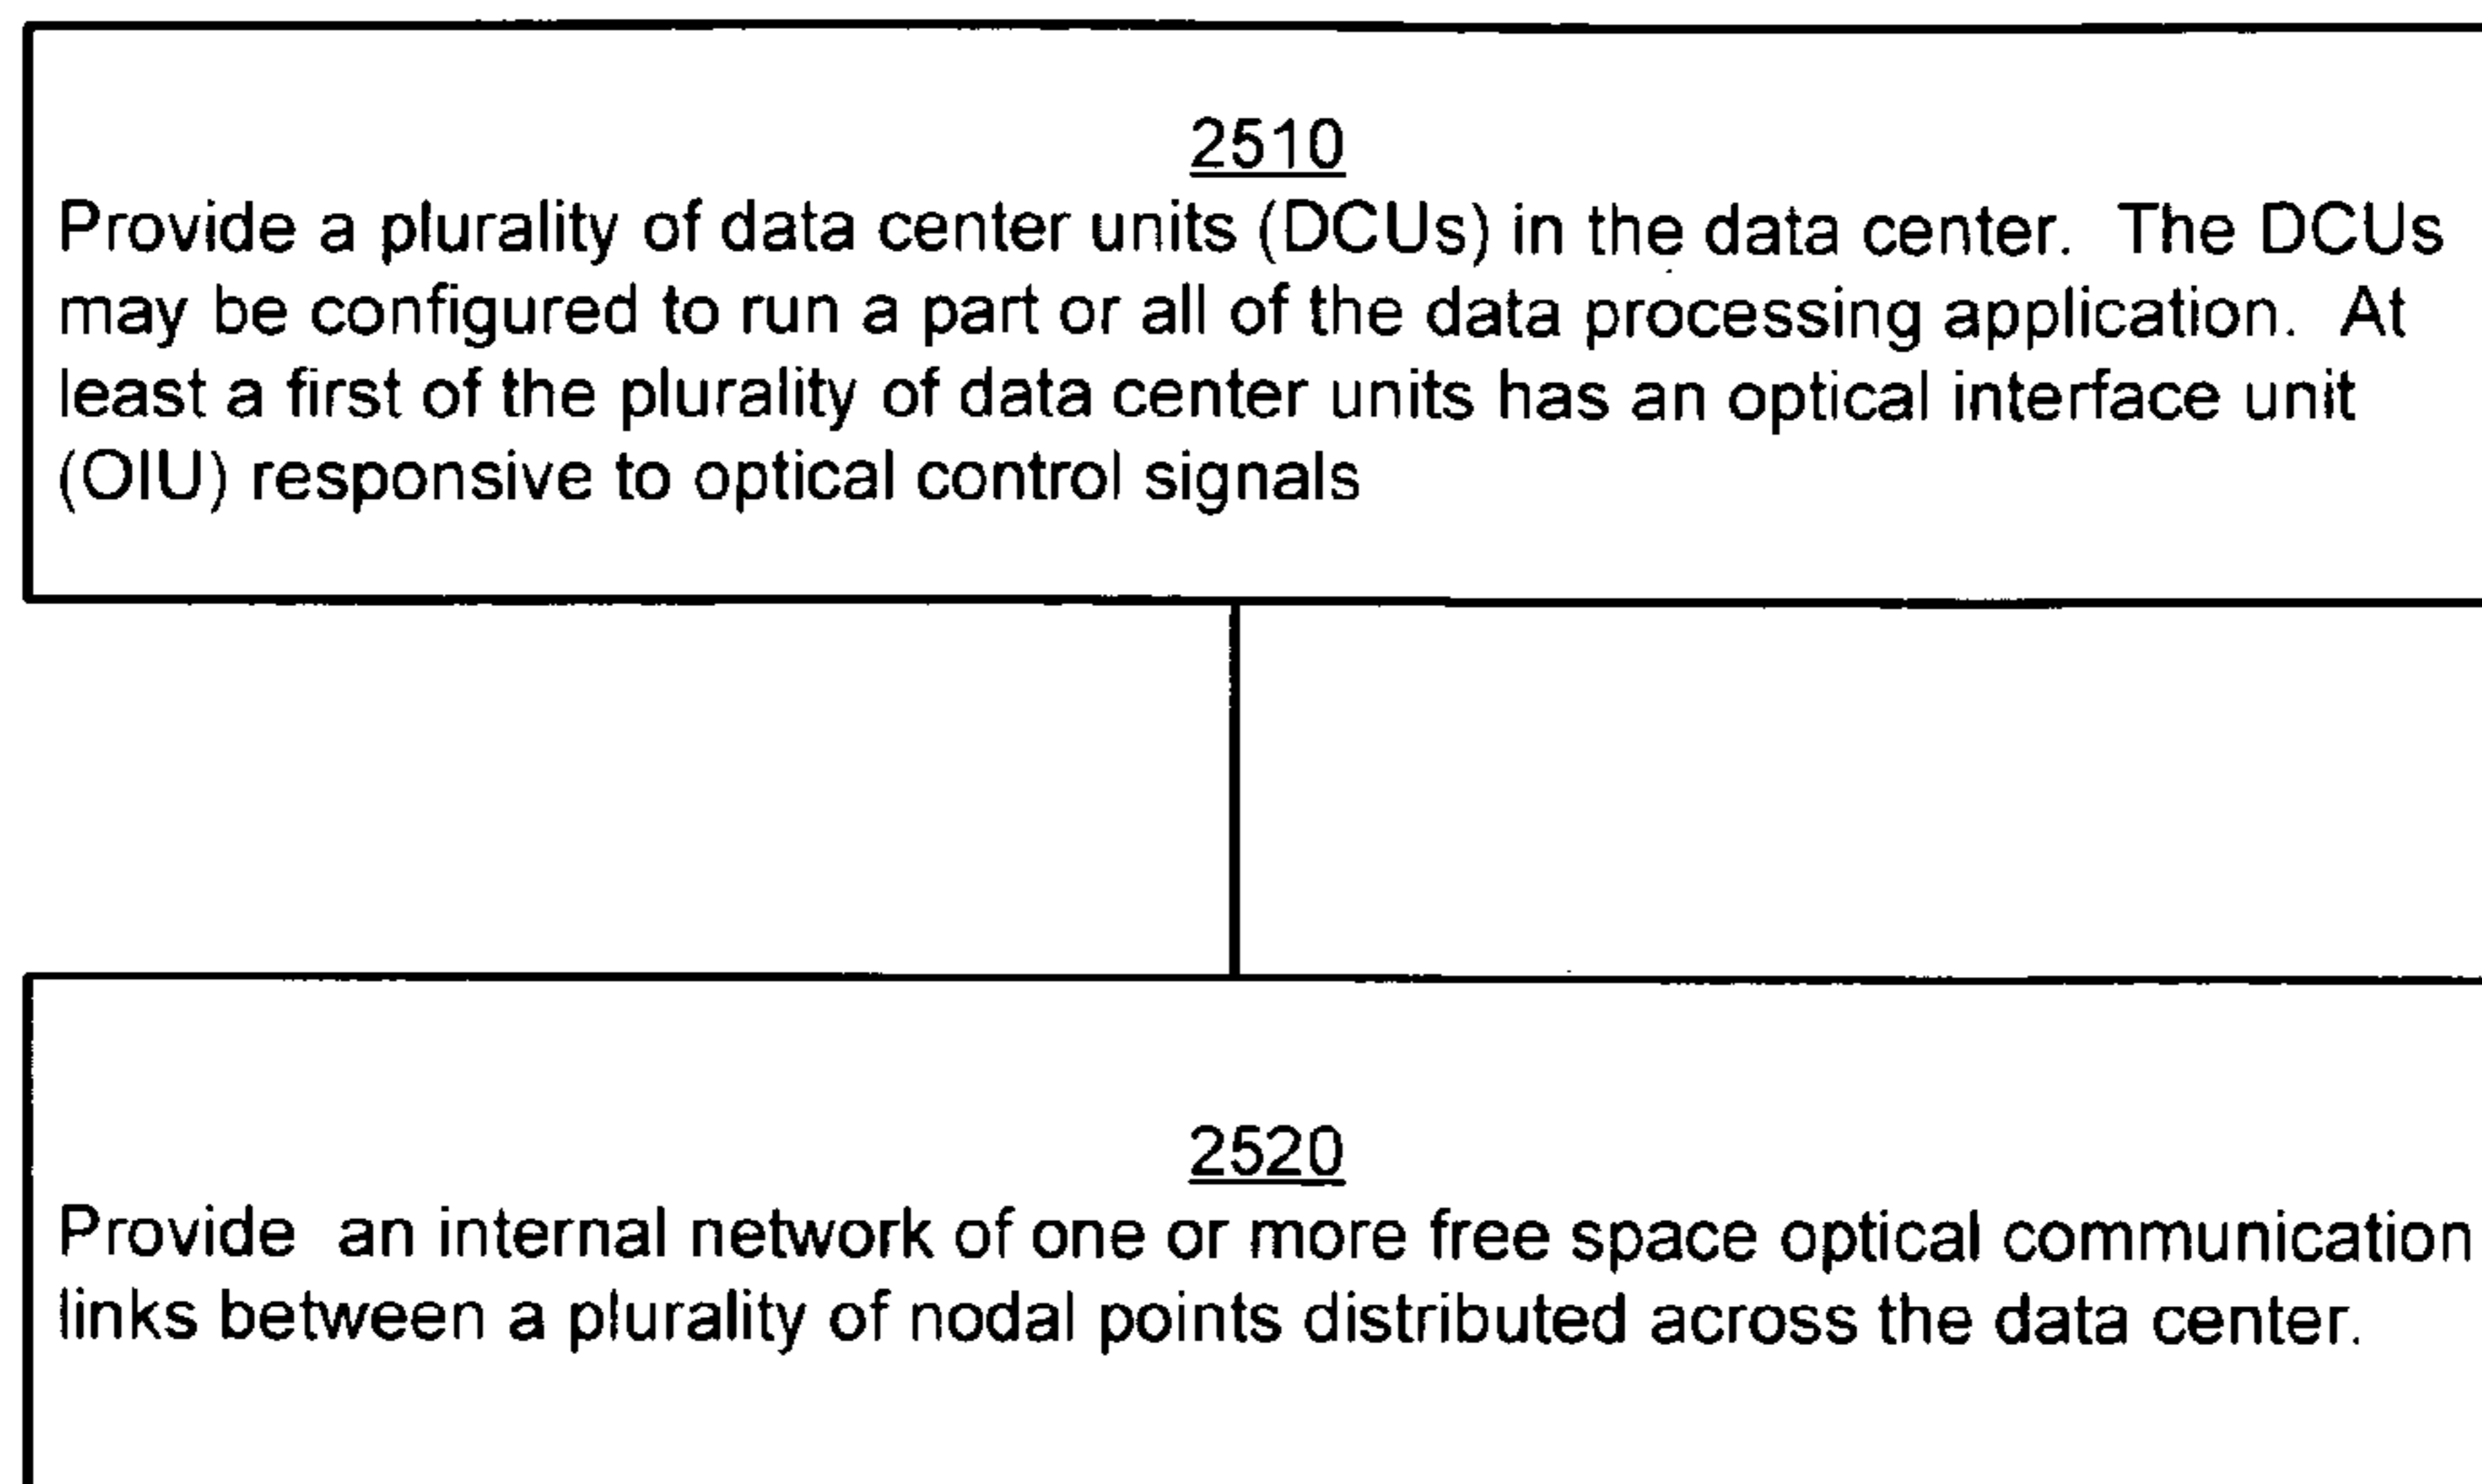 2510
Provide a plurality of data center units (DCUs) in the data center. The DCUs
may be configured to run a part or all of the data processing application. At
least a first of the plurality of data center units has an optical interface unit
(OIU) responsive to optical control signals
2520
Provide an internal network of one or more free space optical communication
links between a plurality of nodal points distributed across the data center.